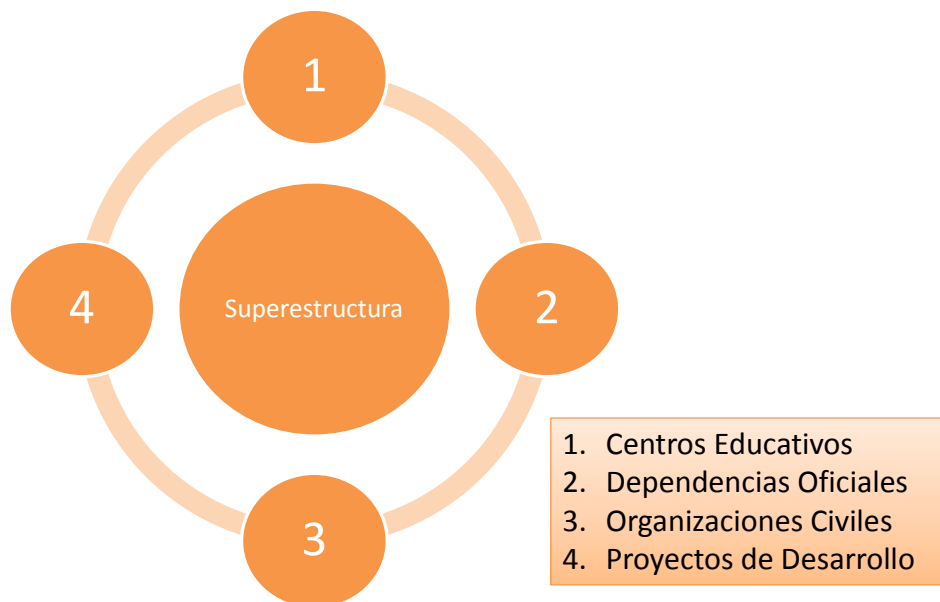 1
4
Superestructura
2
3
1. Centros Educativos
2. Dependencias Oficiales
3. Organizaciones Civiles
4. Proyectos de Desarrollo